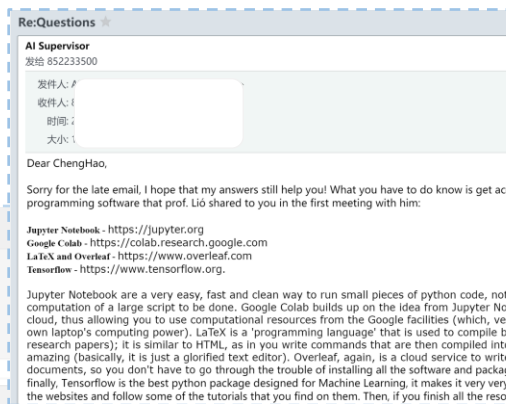 Re:Questions
AI Supervisor
发给 852233500
发件人:
收件人:
时间:
大小:
Dear ChengHao,
Sorry for the late email, I hope that my answers still help you! What you have to do know is get ac
programming software that prof. Lió shared to you in the first meeting with him:
Jupyter Notebook - https://jupyter.org
Google Colab - https://colab.research.google.com
LaTeX and Overleaf - https://www.overleaf.com
Tensorflow - https://www.tensorflow.org.
Jupyter Notebook are a very easy, fast and clean way to run small pieces of python code, not
computation of a large script to be done. Google Colab builds up on the idea from Jupyter No
cloud, thus allowing you to use computational resources from the Google facilities (which, ve
own laptop's computing power). LaTeX is a 'programming language' that is used to compile b
research papers); it is similar to HTML, as in you write commands that are then compiled into
amazing (basically, it is just a glorified text editor). Overleaf, again, is a cloud service to write
documents, so you don't have to go through the trouble of installing all the software and packag
finally, Tensorflow is the best python package designed for Machine Learning, it makes it very very
the websites and follow some of the tutorials that you find on them. Then, if you finish all the reso